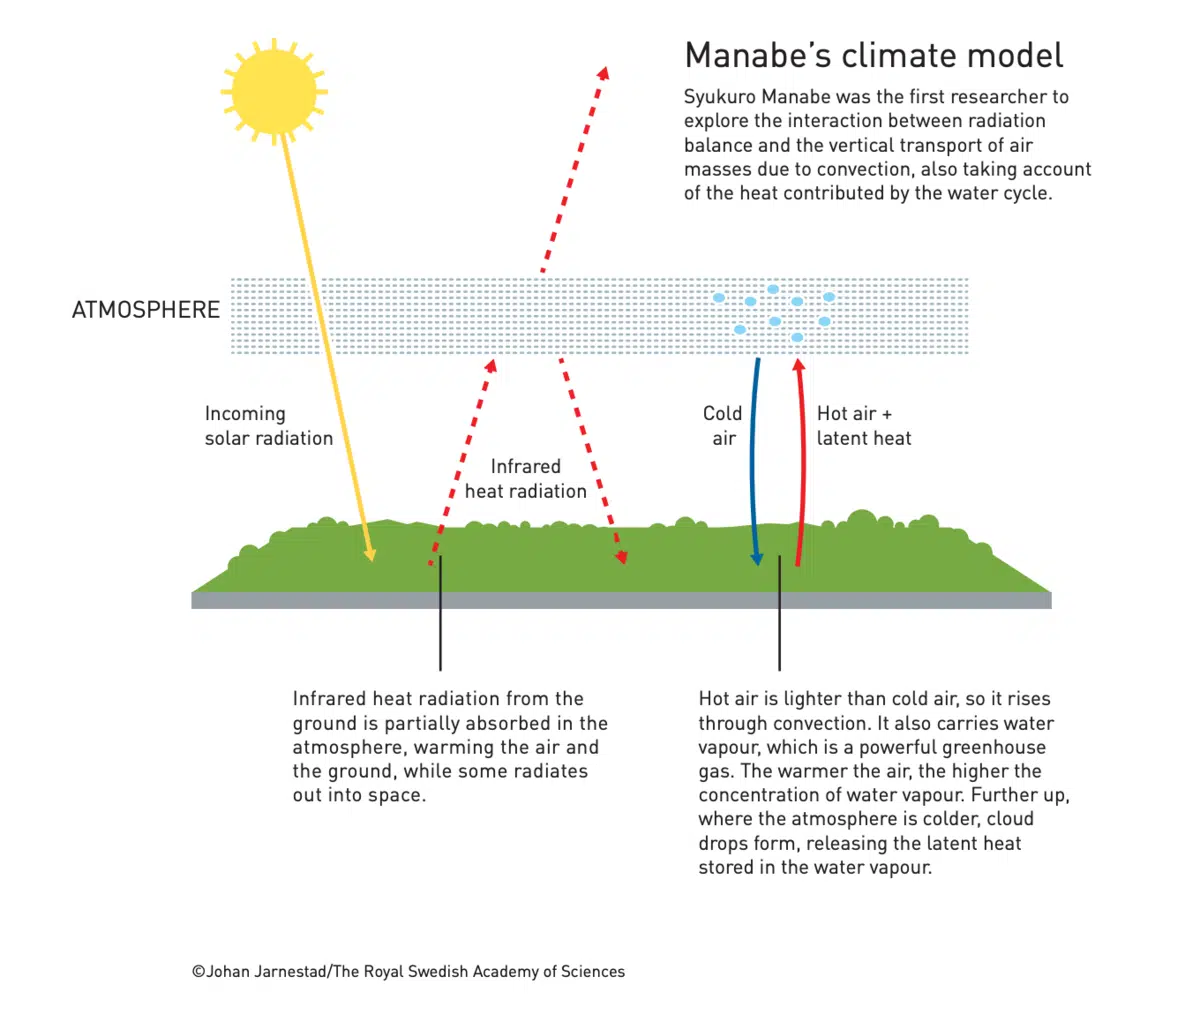 Manabe's climate model
Syukuro Manabe was the first researcher to
explore the interaction between radiation
balance and the vertical transport of air
masses due to convection, also taking account
of the heat contributed by the water cycle.
ATMOSPHERE
Incoming
solar radiation
Infrared
heat radiation
Cold
air
Hot air +
latent heat
Infrared heat radiation from the
ground is partially absorbed in the
atmosphere, warming the air and
the ground, while some radiates
out into space.
Hot air is lighter than cold air, so it rises
through convection. It also carries water
vapour, which is a powerful greenhouse
gas. The warmer the air, the higher the
concentration of water vapour. Further up,
where the atmosphere is colder, cloud
drops form, releasing the latent heat
stored in the water vapour.
©Johan Jarnestad/The Royal Swedish Academy of Sciences